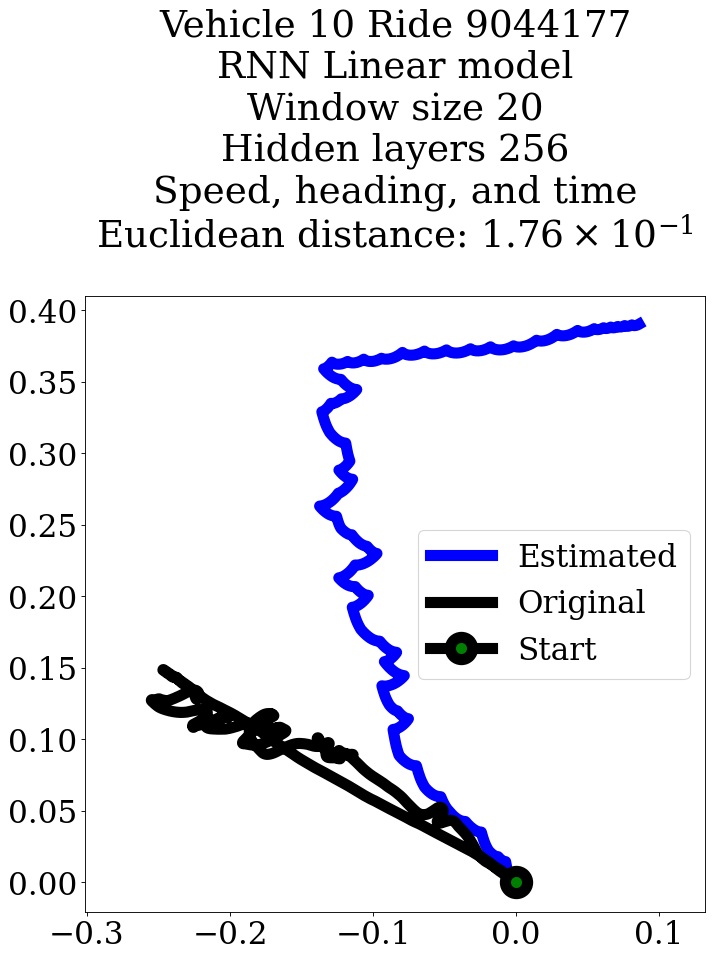 Vehicle 10 Ride 9044177
RNN Linear model
Window size 20
Hidden layers 256
Speed, heading, and time
Euclidean distance: 1.76 × 10⁻¹
0.40
0.35
0.30
0.25
0.20
0.15
0.10
0.05
0.00
Estimated
Original
Start
−0.3
−0.2
−0.1
0.0
0.1